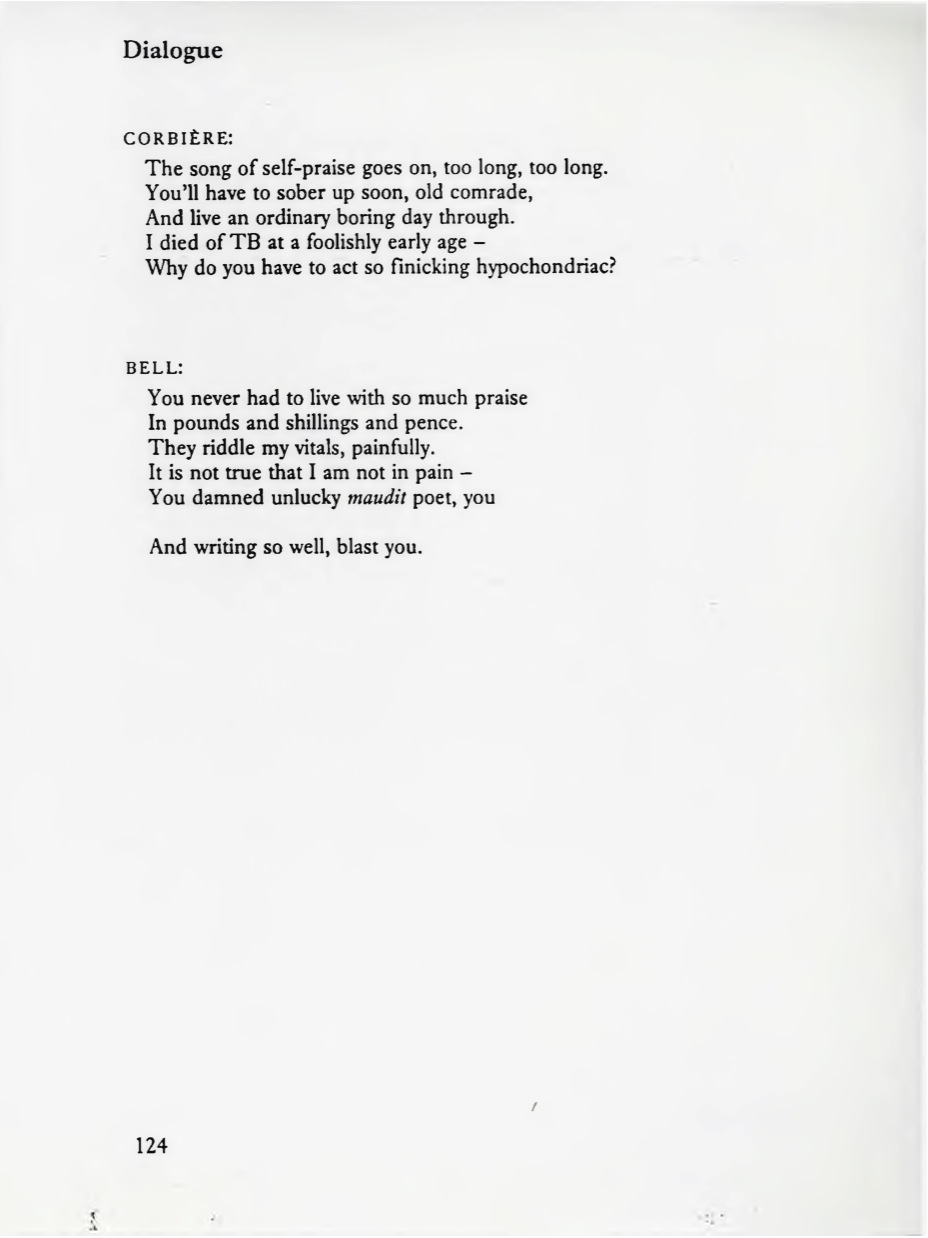 Dialogue
CORBIÈRE:
The song of self-praise goes on, too long, too long.
You'll have to sober up soon, old comrade,
And live an ordinary boring day through.
I died of TB at a foolishly early age –
Why do you have to act so finicking hypochondriac?
BELL:
You never had to live with so much praise
In pounds and shillings and pence.
They riddle my vitals, painfully.
It is not true that I am not in pain –
You damned unlucky maudit poet, you
And writing so well, blast you.
124